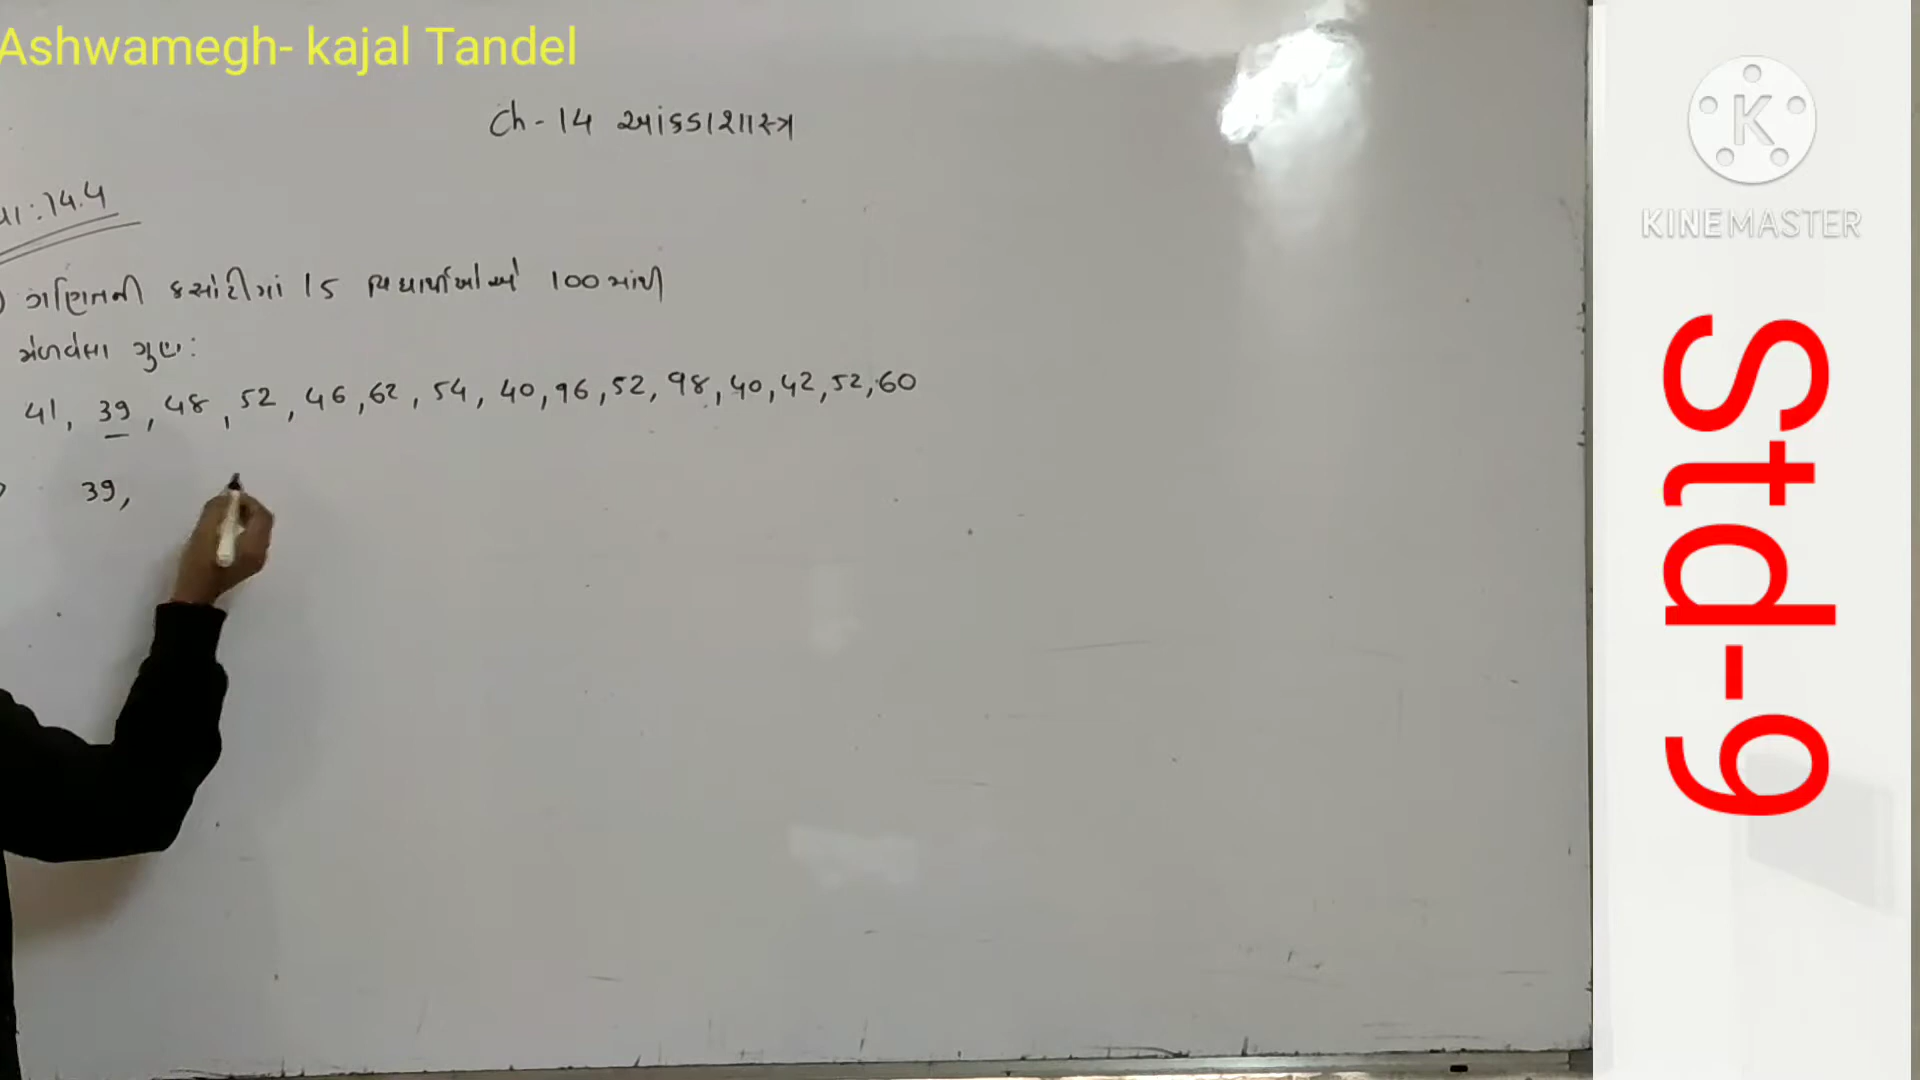 Ashwamegh- kajal Tandel
Ch - 14 આંકડાશાસ્ત્ર
14.4
ગણિતની કસોટીમાં 15 વિદ્યાર્થીઓએ 100 માંથી
મેળવેલા ગુણ:
41, 39, 48, 52, 46, 62, 54, 40, 96, 52, 98, 40, 42, 52, 60
39,
KINEMASTER
Std-9